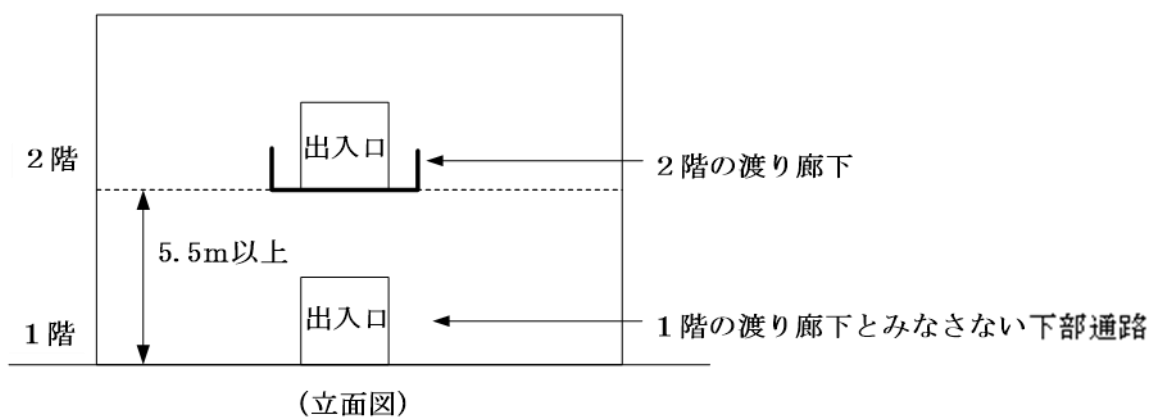 出入口
2階
2階の渡り廊下
5.5m以上
出入口
1階
1階の渡り廊下とみなさない下部通路
(立面図)